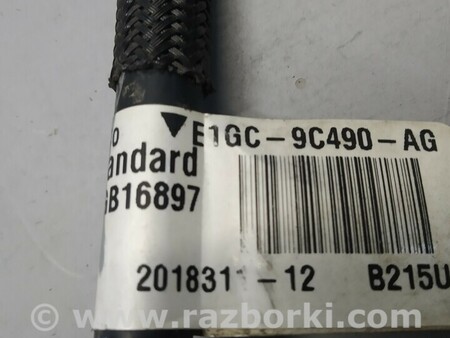 E1GC-9C490-AG
andard
B16897
2018311-12 B215U
© www.razborki.com